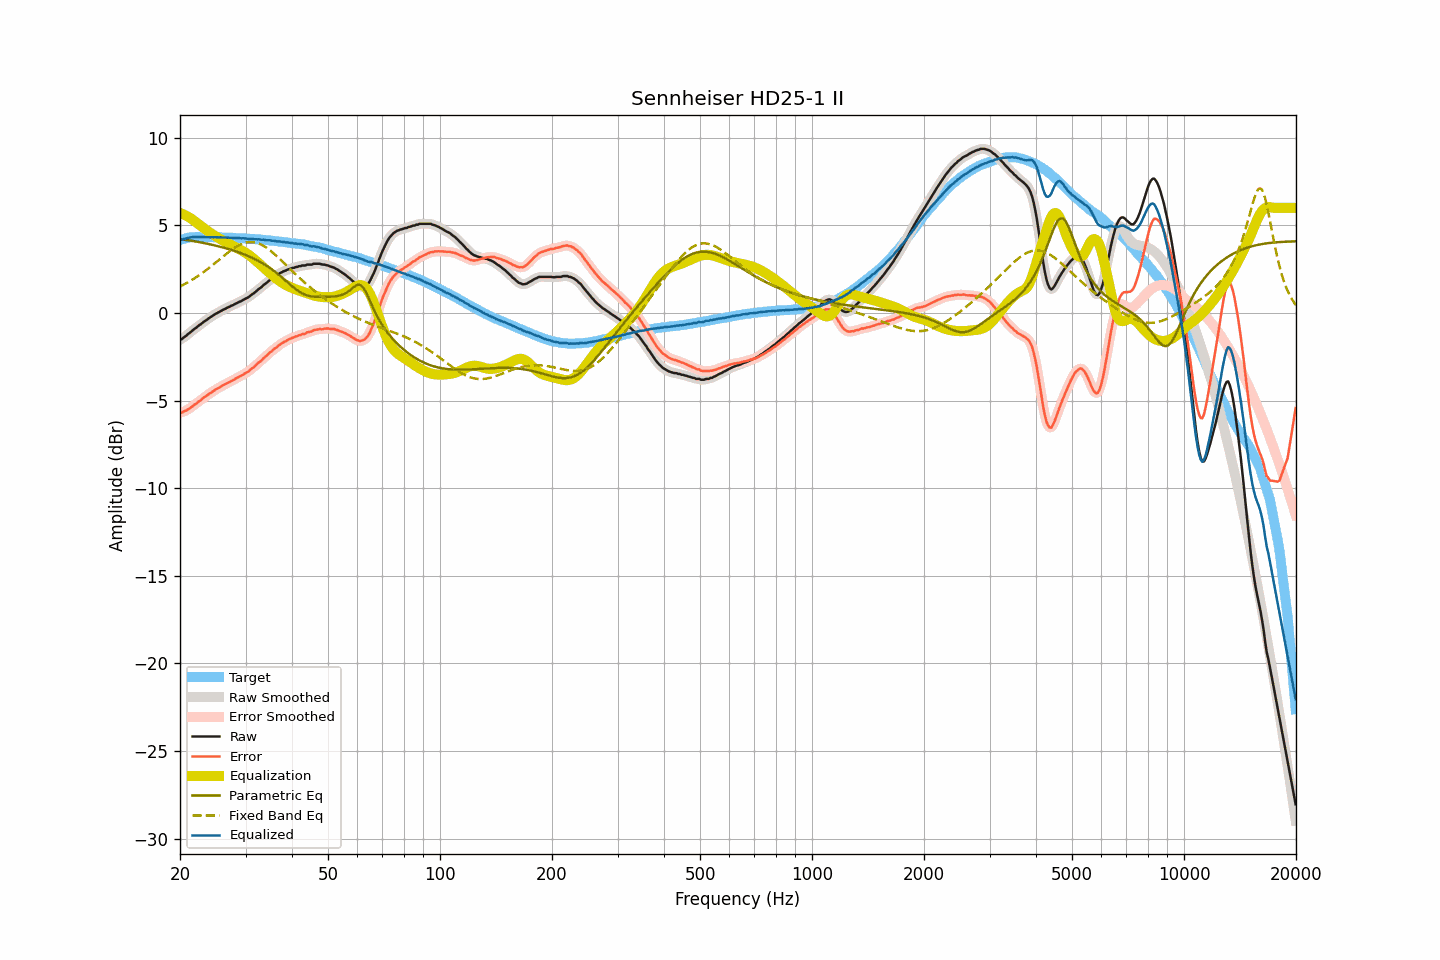 Sennheiser HD25-1 II
10
5
0
−5
−10
−15
−20
−25
−30
Amplitude (dBr)
Target
Raw Smoothed
Error Smoothed
Raw
Error
Equalization
Parametric Eq
Fixed Band Eq
Equalized
20 50 100 200 500 1000 2000 5000 10000 20000
Frequency (Hz)